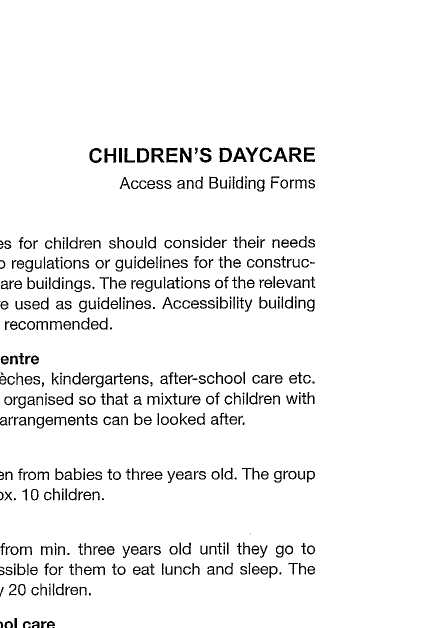 CHILDREN'S DAYCARE
Access and Building Forms
es for children should consider their needs
o regulations or guidelines for the construc-
are buildings. The regulations of the relevant
e used as guidelines. Accessibility building
recommended.
entre
èches, kindergartens, after-school care etc.
organised so that a mixture of children with
arrangements can be looked after.
en from babies to three years old. The group
ox. 10 children.
from min. three years old until they go to
ssible for them to eat lunch and sleep. The
y 20 children.
ool care